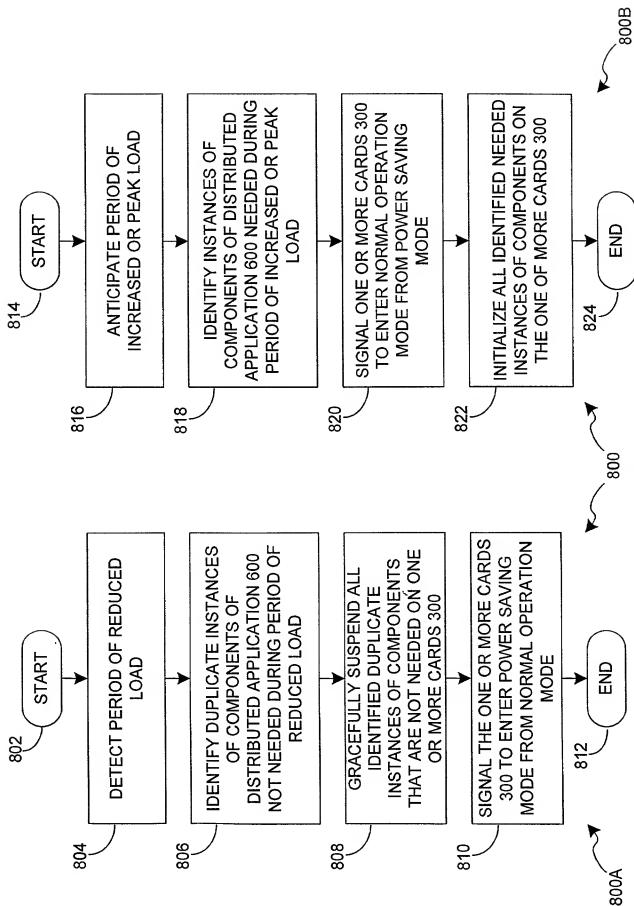 802
START
804
DETECT PERIOD OF REDUCED
LOAD
806
IDENTIFY DUPLICATE INSTANCES
OF COMPONENTS OF
DISTRIBUTED APPLICATION 600
NOT NEEDED DURING PERIOD OF
REDUCED LOAD
808
GRACEFULLY SUSPEND ALL
IDENTIFIED DUPLICATE
INSTANCES OF COMPONENTS
THAT ARE NOT NEEDED ON ONE
OR MORE CARDS 300
810
SIGNAL THE ONE OR MORE CARDS
300 TO ENTER POWER SAVING
MODE FROM NORMAL OPERATION
MODE
812
END
800A
800
814
START
816
ANTICIPATE PERIOD OF
INCREASED OR PEAK LOAD
818
IDENTIFY INSTANCES OF
COMPONENTS OF DISTRIBUTED
APPLICATION 600 NEEDED DURING
PERIOD OF INCREASED OR PEAK
LOAD
820
SIGNAL ONE OR MORE CARDS 300
TO ENTER NORMAL OPERATION
MODE FROM POWER SAVING
MODE
822
INITIALIZE ALL IDENTIFIED NEEDED
INSTANCES OF COMPONENTS ON
THE ONE OF MORE CARDS 300
824
END
800B